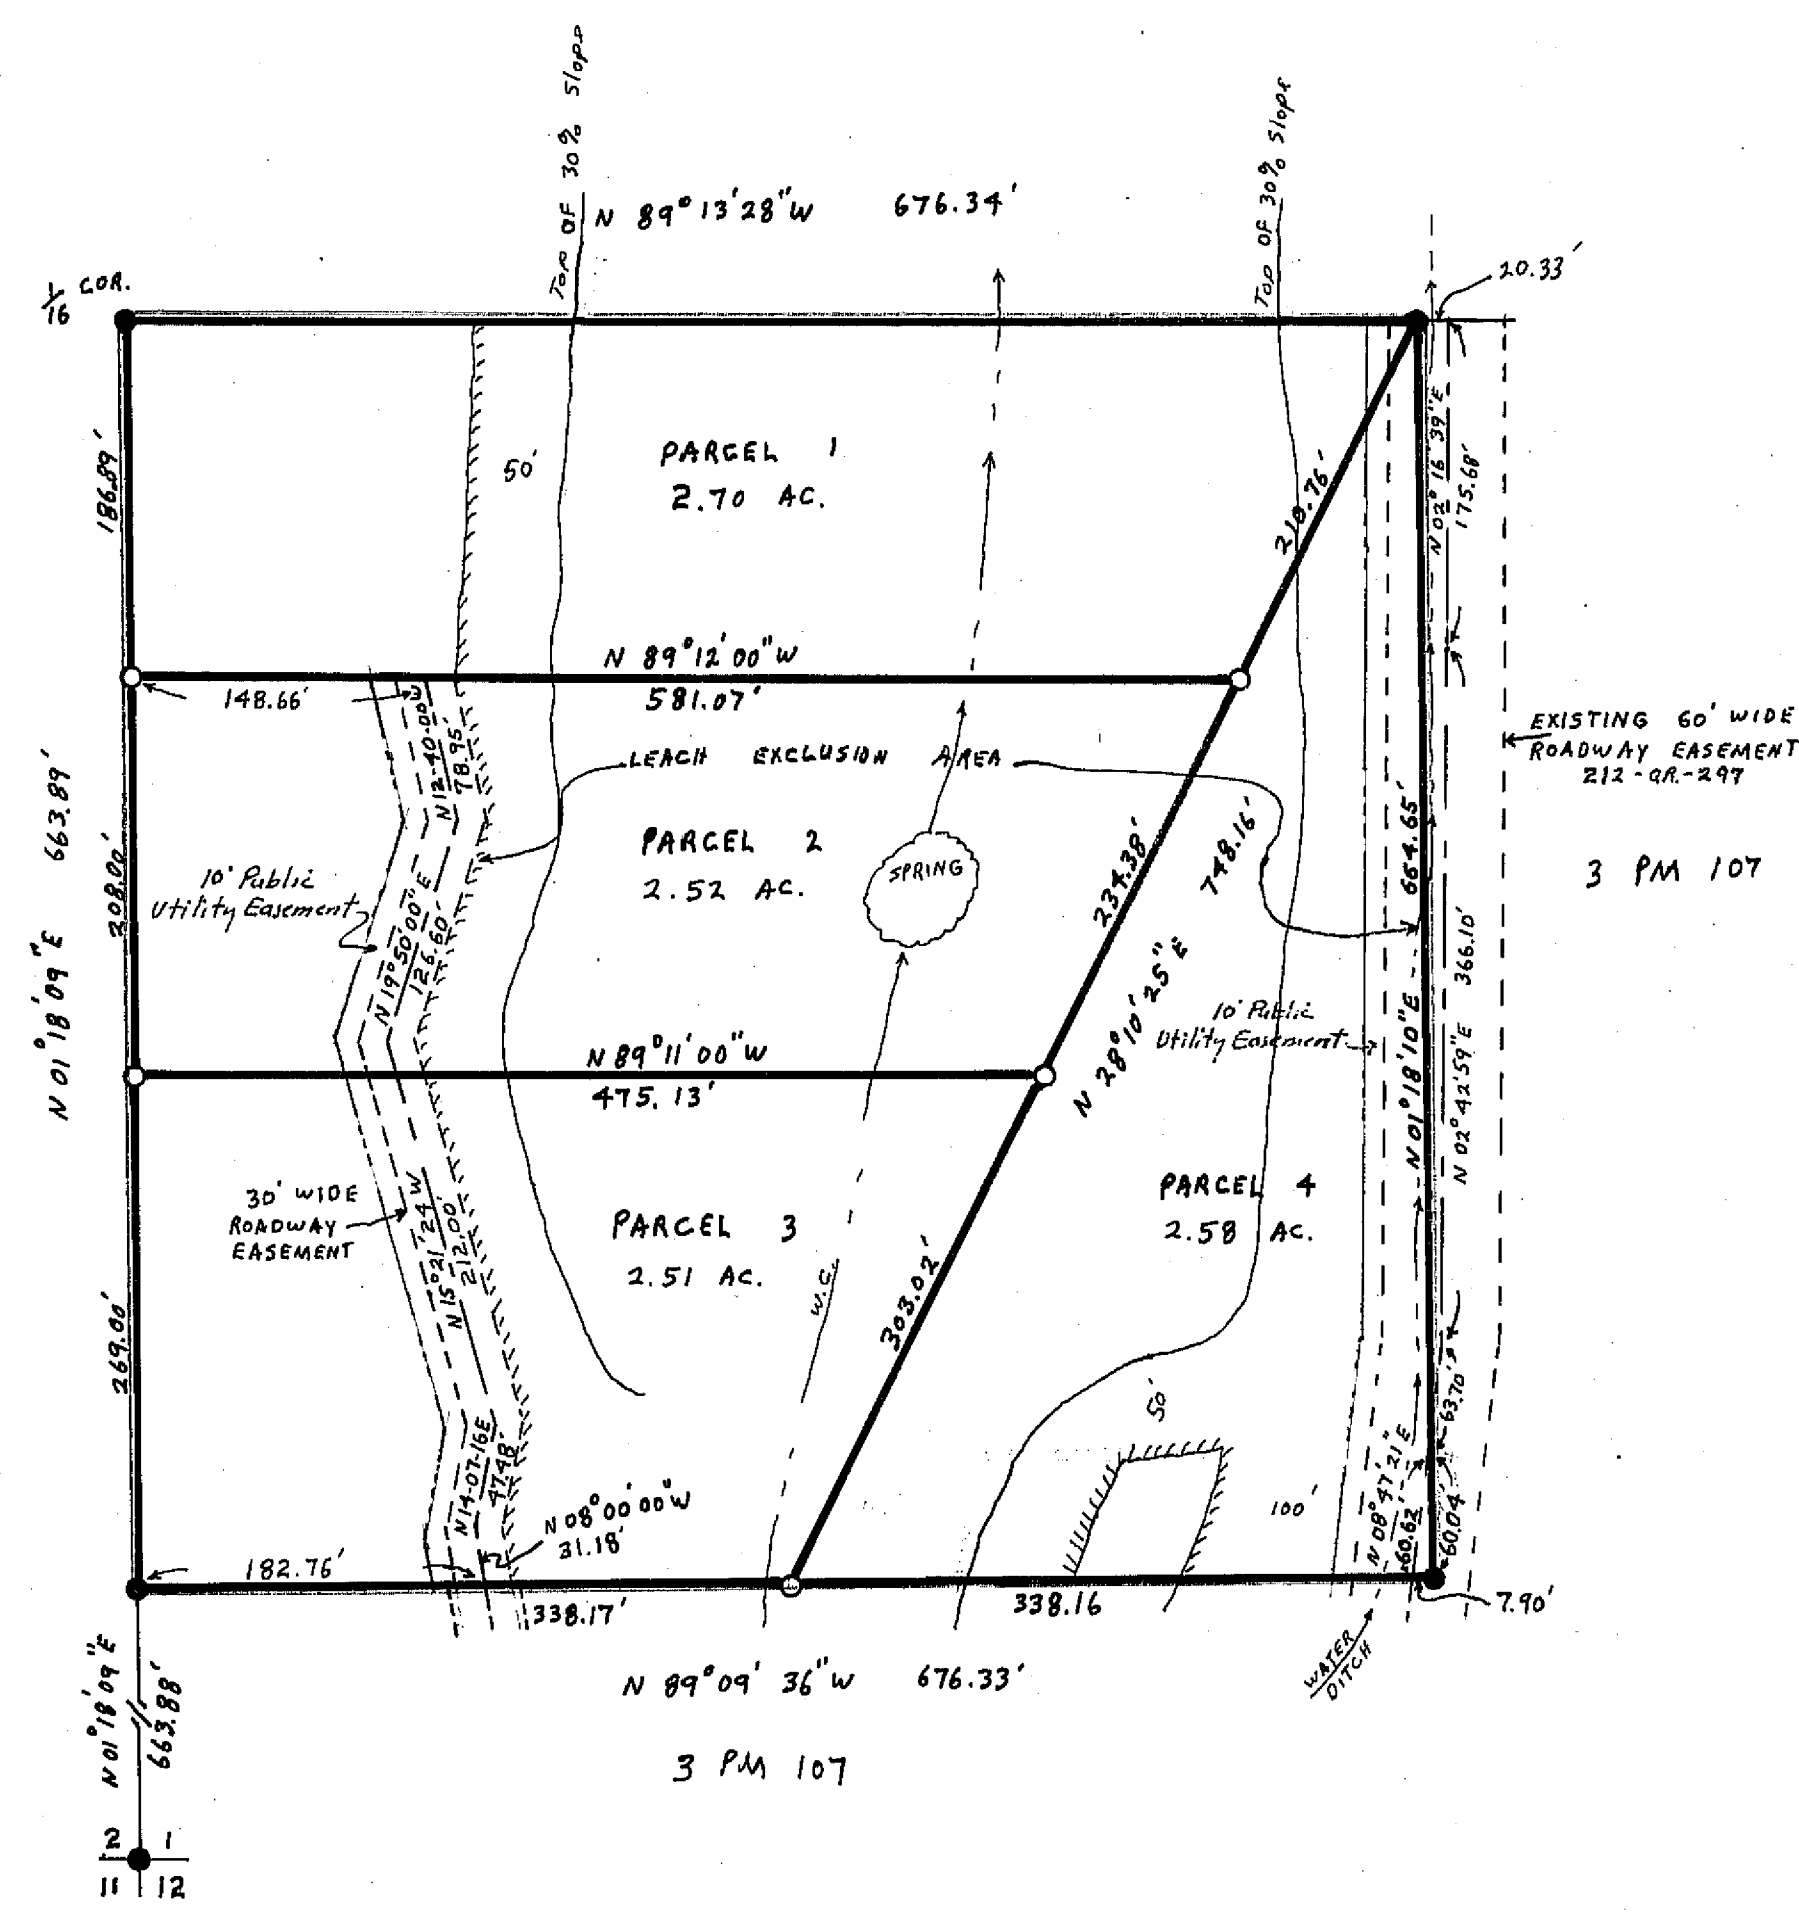 Top OF 30% Slope
Top OF 30% Slope
N 89°13'28"W 676.34'
1/16 COR.
20.33'
186.89'
50'
PARCEL 1
2.70 AC.
210.76'
N 02° 16' 39"E
175.68'
N 89°12'00"W
581.07'
148.66'
N12-40-00W
78.95'
LEACH EXCLUSION AREA
EXISTING 60' WIDE
ROADWAY EASEMENT
212-OR.-297
N 01°18'09"E 663.89'
208.00'
PARCEL 2
2.52 AC.
SPRING
234.38'
748.16'
N 28°10'25"E
664.65'
N 01°18'10"E
3 PM 107
10' Public
Utility Easement
N 19°50'00"E
126.60'
10' Public
Utility Easement
N 02°42'59"E 366.10'
N 89°11'00"W
475.13'
30' WIDE
ROADWAY
EASEMENT
N 15°21'24 W
212.00'
269.00'
PARCEL 3
2.51 AC.
W.C.
303.02'
PARCEL 4
2.58 AC.
50'
100'
63.70'
N 08°47'21"E
60.62'
60.04'
N14-07-16E
47.48'
N 08°00'00"W
31.18'
182.76'
338.17'
338.16
7.90'
WATER
DITCH
N 89°09'36"W 676.33'
N 01°18'09"E
663.88'
3 PM 107
2 1
11 12